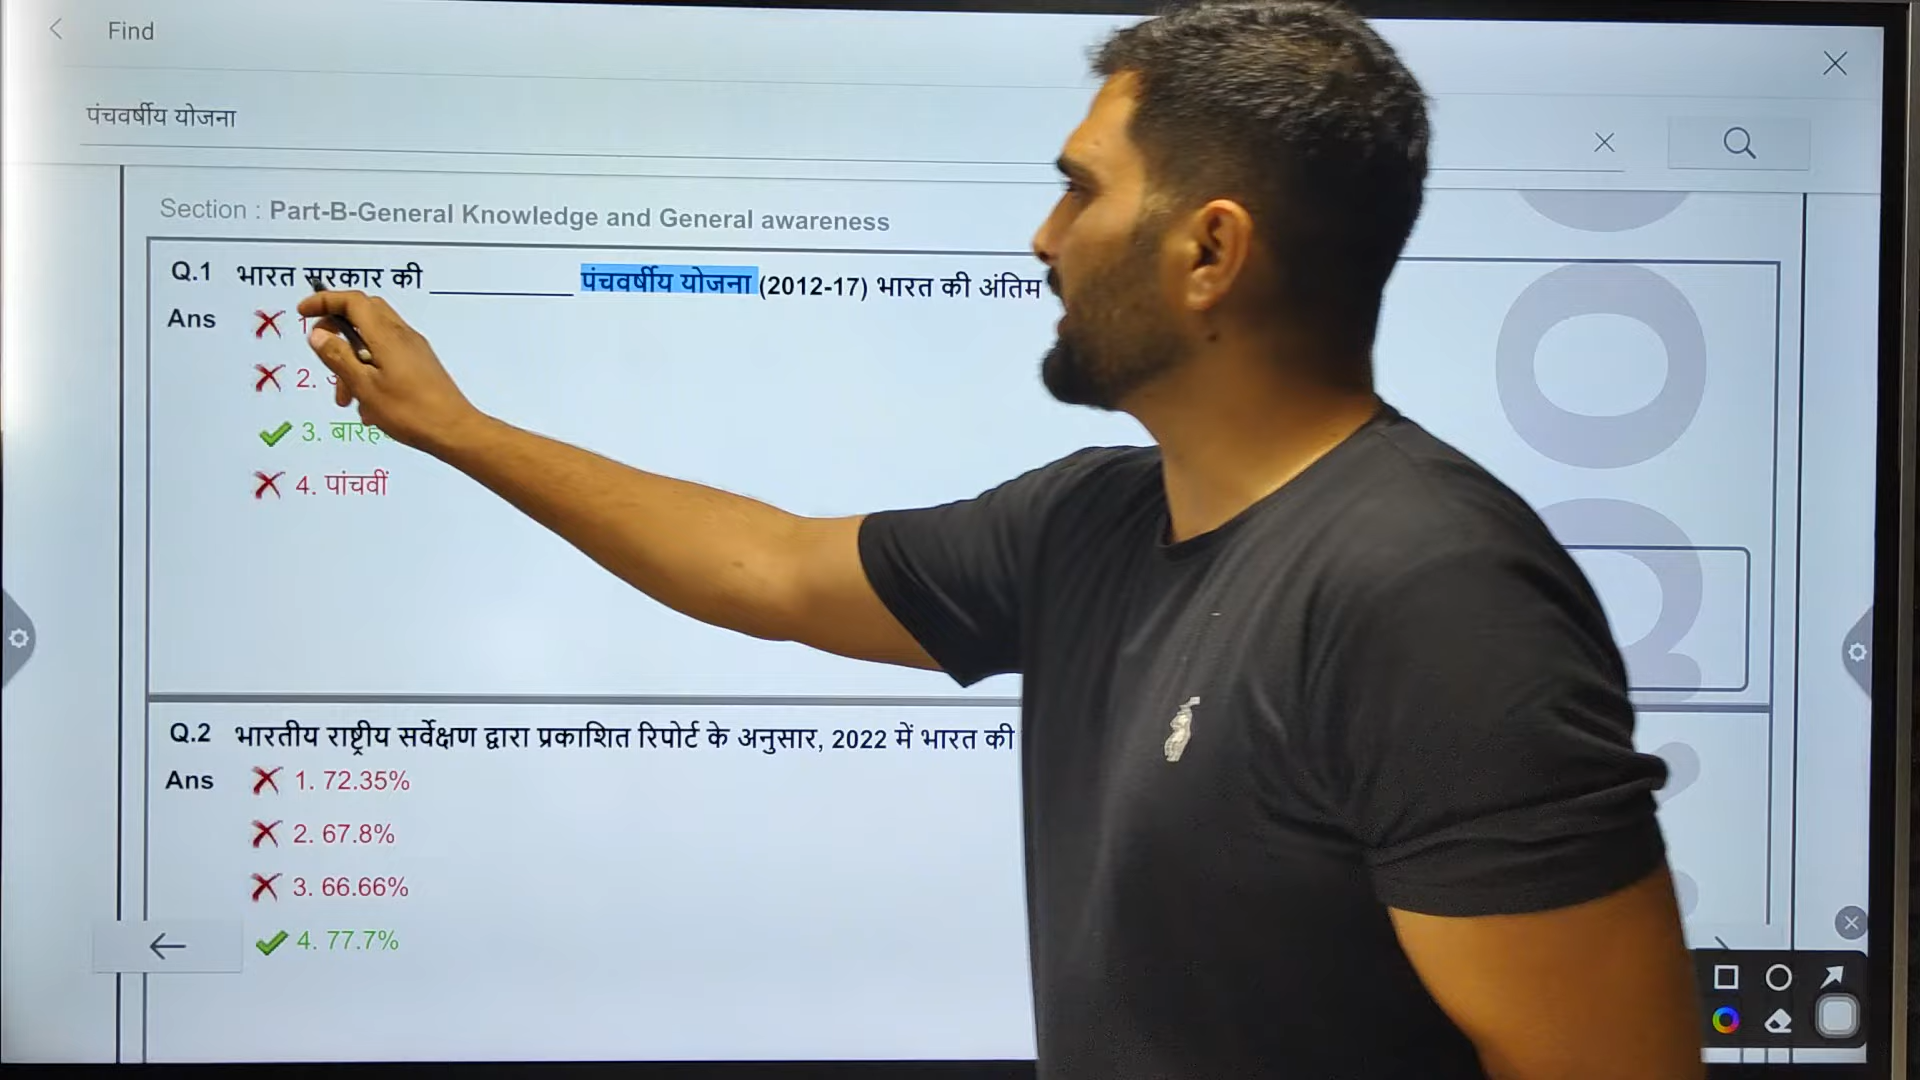 Find
पंचवर्षीय योजना
Section : Part-B-General Knowledge and General awareness
Q.1 भारत सरकार की __________ पंचवर्षीय योजना (2012-17) भारत की अंतिम
Ans
1
2.
3.
4. पांचवीं
Q.2 भारतीय राष्ट्रीय सर्वेक्षण द्वारा प्रकाशित रिपोर्ट के अनुसार, 2022 में भारत की
Ans 1. 72.35%
2. 67.8%
3. 66.66%
4. 77.7%